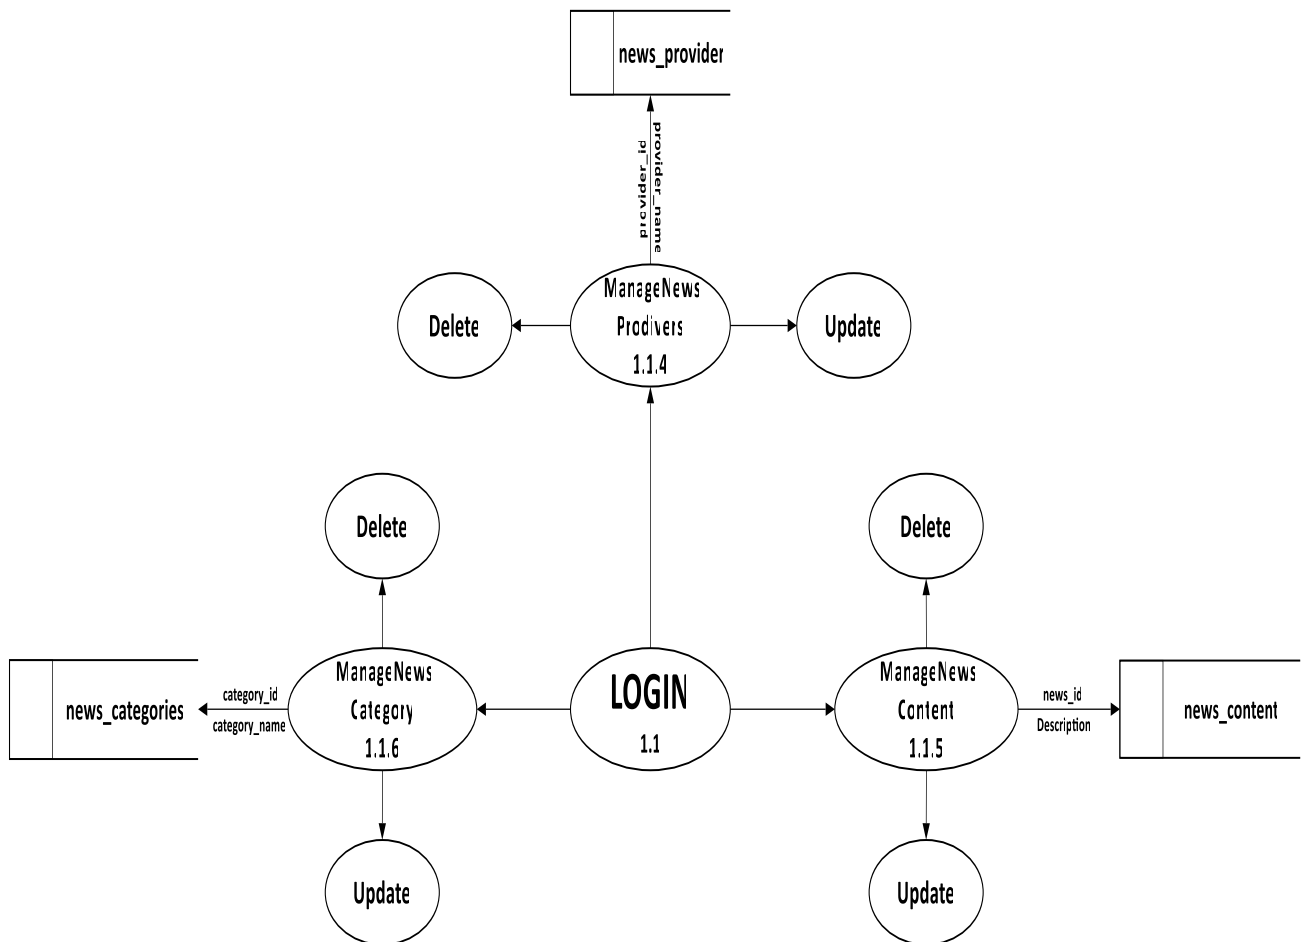 news_provider
provider_id
provider_name
ManageNews
Prodivers
1.1.4
Delete
Update
Delete
Delete
ManageNews
Category
1.1.6
LOGIN
1.1
ManageNews
Content
1.1.5
category_id
category_name
news_categories
news_id
Description
news_content
Update
Update